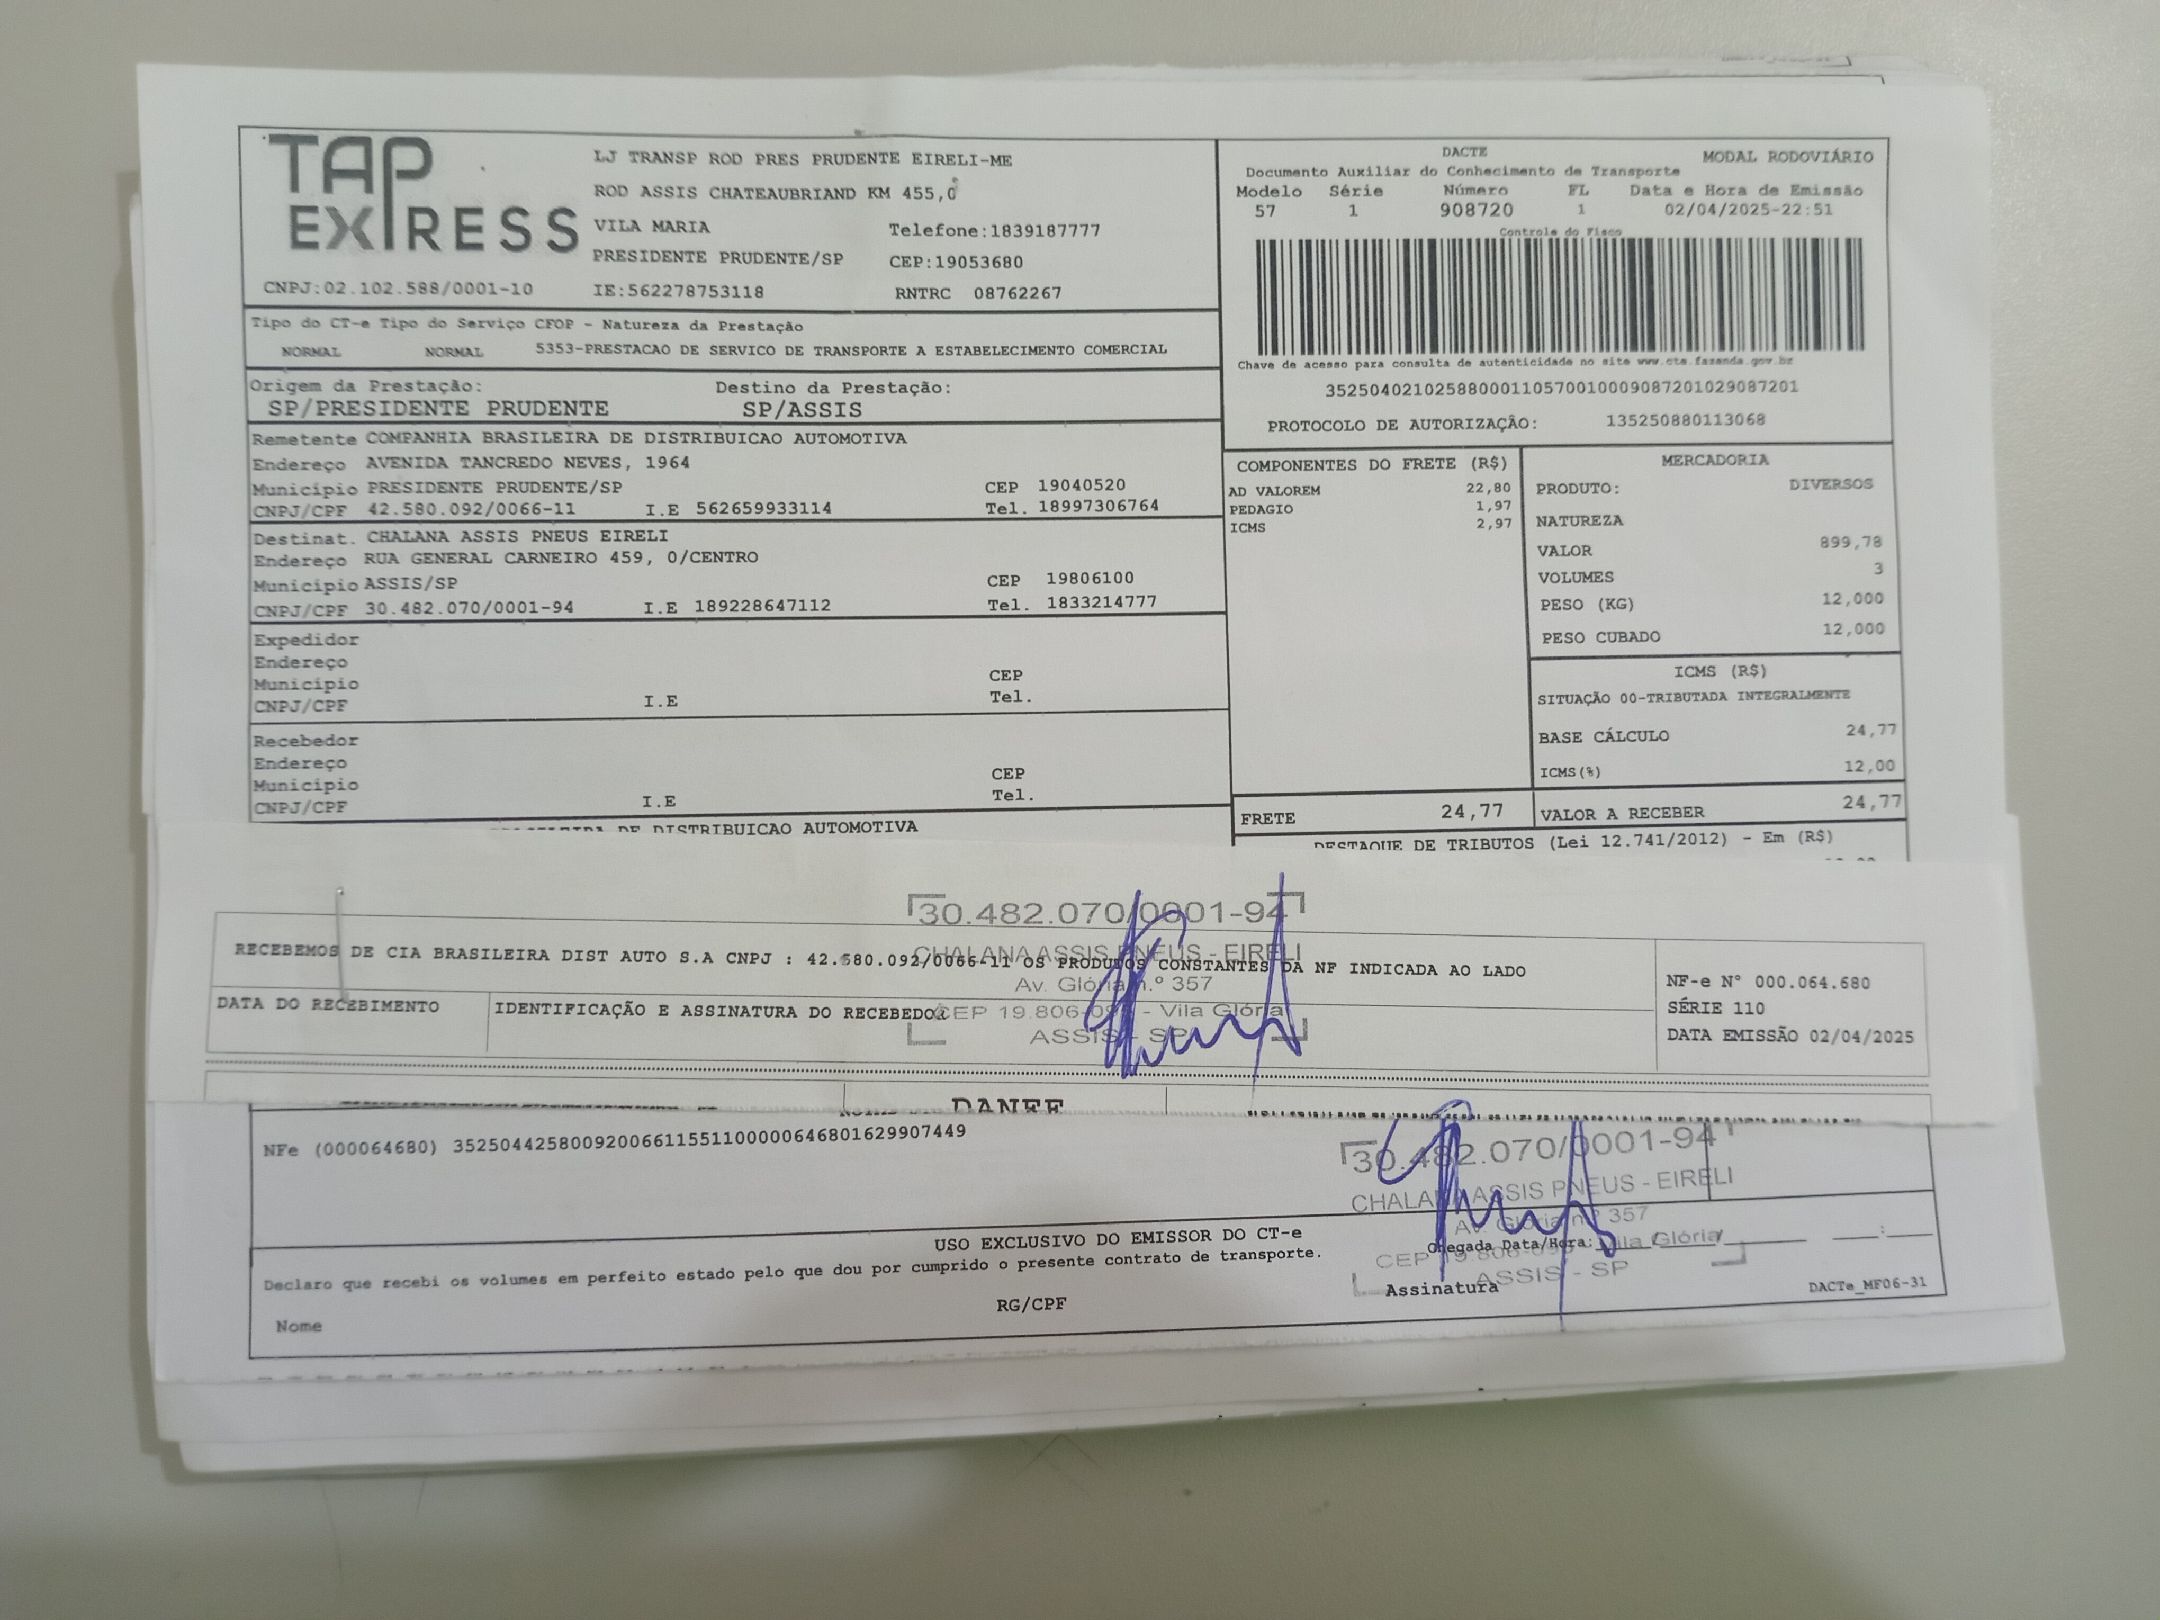 TAP
EXPRESS
CNPJ:02.102.588/0001-10
LJ TRANSP ROD PRES PRUDENTE EIRELI-ME
ROD ASSIS CHATEAUBRIAND KM 455,0
VILA MARIA Telefone:1839187777
PRESIDENTE PRUDENTE/SP CEP:19053680
IE:562278753118 RNTRC 08762267
DACTE MODAL RODOVIÁRIO
Documento Auxiliar do Conhecimento de Transporte
Modelo Série Número FL Data e Hora de Emissão
57 1 908720 1 02/04/2025-22:51
Controle do Fisco
Chave de acesso para consulta de autenticidade no site www.cte.fazenda.gov.br
35250402102588000110570010009087201029087201
PROTOCOLO DE AUTORIZAÇÃO: 135250880113068
Tipo do CT-e Tipo do Serviço CFOP - Natureza da Prestação
NORMAL NORMAL 5353-PRESTACAO DE SERVICO DE TRANSPORTE A ESTABELECIMENTO COMERCIAL
Origem da Prestação: Destino da Prestação:
SP/PRESIDENTE PRUDENTE SP/ASSIS
Remetente COMPANHIA BRASILEIRA DE DISTRIBUICAO AUTOMOTIVA
Endereço AVENIDA TANCREDO NEVES, 1964
Município PRESIDENTE PRUDENTE/SP CEP 19040520
CNPJ/CPF 42.580.092/0066-11 I.E 562659933114 Tel. 18997306764
Destinat. CHALANA ASSIS PNEUS EIRELI
Endereço RUA GENERAL CARNEIRO 459, 0/CENTRO
Município ASSIS/SP CEP 19806100
CNPJ/CPF 30.482.070/0001-94 I.E 189228647112 Tel. 1833214777
Expedidor
Endereço
Município CEP
CNPJ/CPF I.E Tel.
Recebedor
Endereço
Município CEP
CNPJ/CPF I.E Tel.
DE DISTRIBUICAO AUTOMOTIVA
COMPONENTES DO FRETE (R$)
AD VALOREM 22,80
PEDAGIO 1,97
ICMS 2,97
MERCADORIA
PRODUTO: DIVERSOS
NATUREZA
VALOR 899,78
VOLUMES 3
PESO (KG) 12,000
PESO CUBADO 12,000
ICMS (R$)
SITUAÇÃO 00-TRIBUTADA INTEGRALMENTE
BASE CÁLCULO 24,77
ICMS(%) 12,00
FRETE 24,77 VALOR A RECEBER 24,77
DESTAQUE DE TRIBUTOS (Lei 12.741/2012) - Em (R$)
30.482.070/0001-94
CHALANA ASSIS PNEUS - EIRELI
Av. Glória n.º 357
CEP 19.806- - Vila Glória
ASSIS - SP
RECEBEMOS DE CIA BRASILEIRA DIST AUTO S.A CNPJ : 42.580.092/0066-11 OS PRODUTOS CONSTANTES DA NF INDICADA AO LADO
DATA DO RECEBIMENTO IDENTIFICAÇÃO E ASSINATURA DO RECEBEDOR
NF-e N° 000.064.680
SÉRIE 110
DATA EMISSÃO 02/04/2025
DANFE
NFe (000064680) 35250442580092006611551100000646801629907449
30.482.070/0001-94
CHALANA ASSIS PNEUS - EIRELI
Av. Glória n.º 357
CEP 19.806- Vila Glória
ASSIS - SP
USO EXCLUSIVO DO EMISSOR DO CT-e
Declaro que recebi os volumes em perfeito estado pelo que dou por cumprido o presente contrato de transporte.
Chegada Data/Hora: / / :
Nome RG/CPF Assinatura DACTe_MF06-31